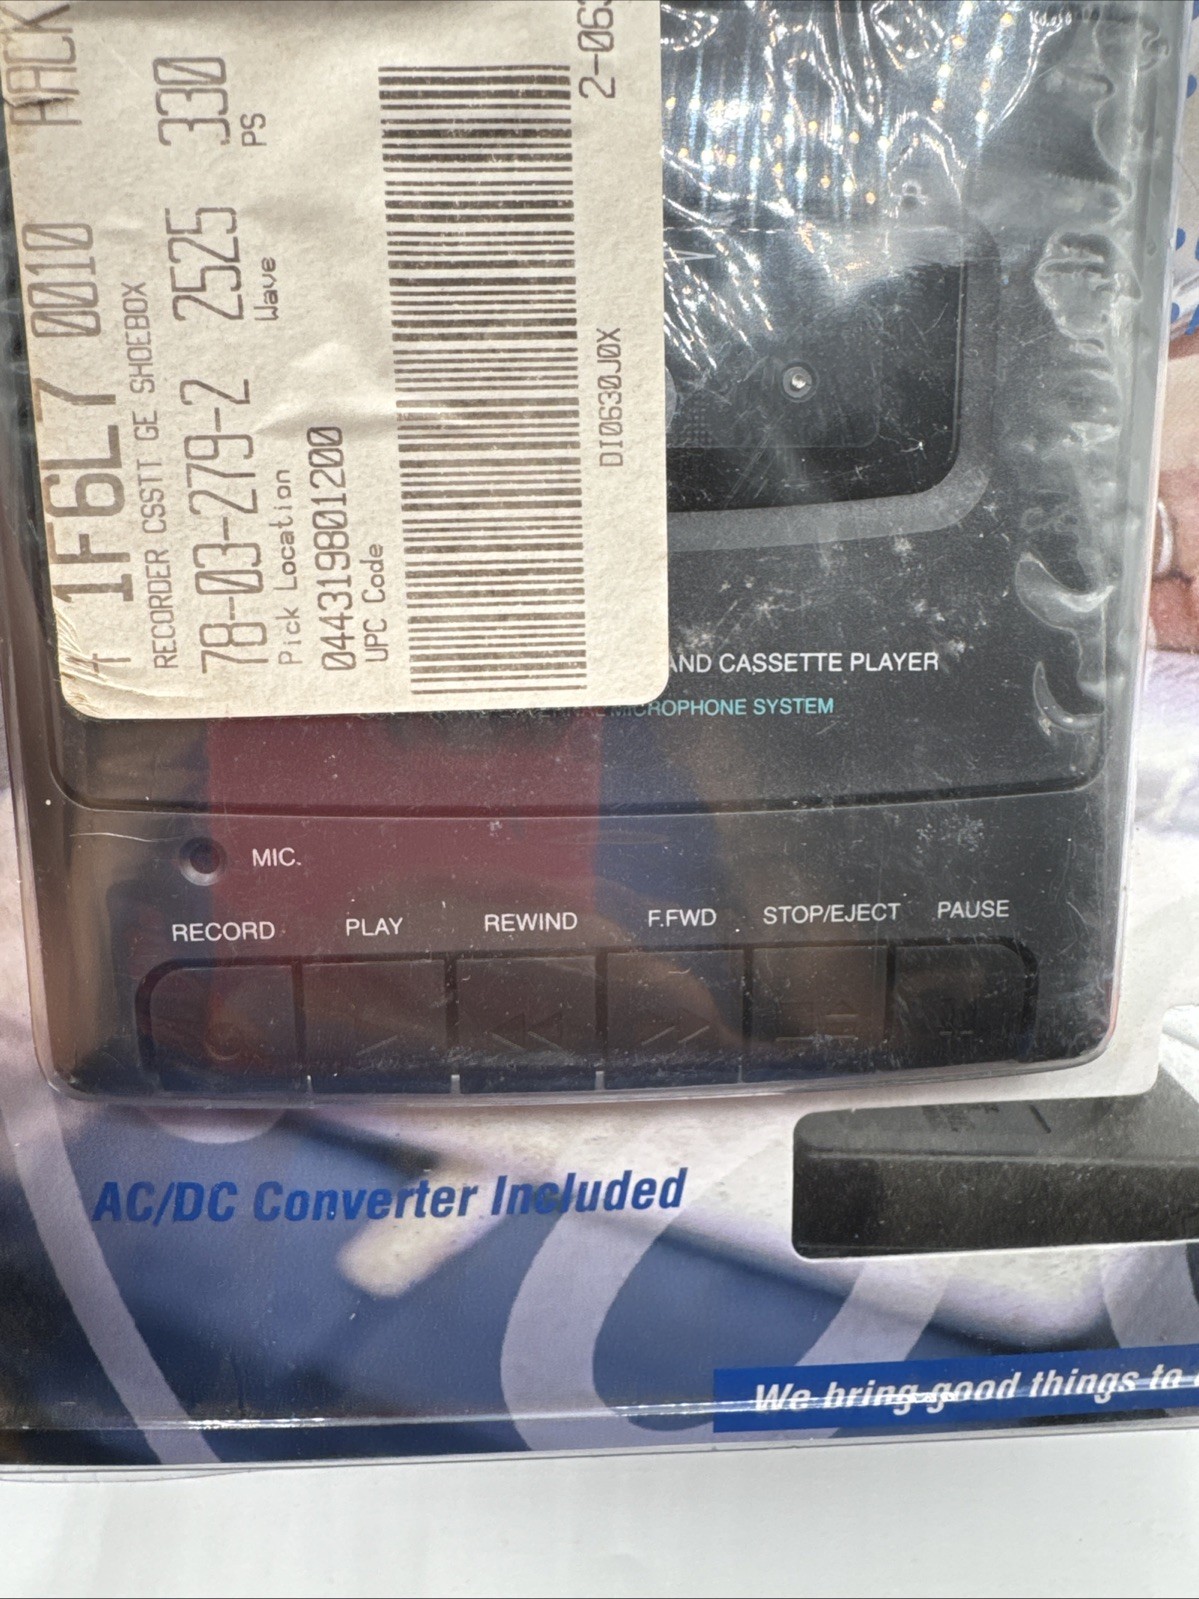 1F6L7 0010 RACK
RECORDER CSSTT GE SHOEBOX
78-03-279-2 2525 330
Pick Location Wave PS
044319801200
UPC Code
DI0630J0X
2-063
AND CASSETTE PLAYER
MICROPHONE SYSTEM
MIC.
RECORD PLAY REWIND F.FWD STOP/EJECT PAUSE
AC/DC Converter Included
We bring good things to